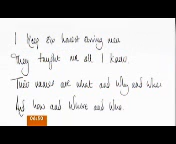 I Keep Six honest serving men
They taught me all I knew.
Their names are what and Why and When
And how and Where and Who.